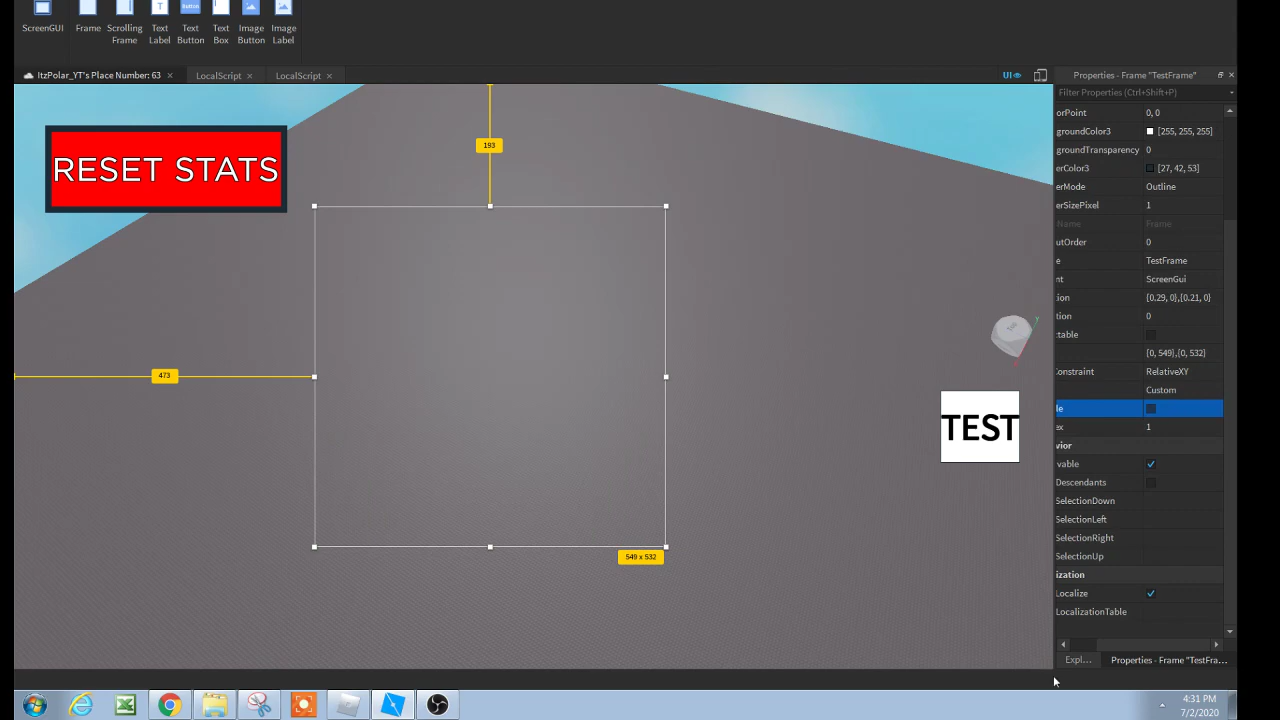 ScreenGUI
Frame
Scrolling
Frame
Text
Label
Text
Button
Text
Box
Image
Button
Image
Label
T
Button
ItzPolar_YT's Place Number: 63
LocalScript
LocalScript
UI
Properties - Frame "TestFrame"
Filter Properties (Ctrl+Shift+P)
orPoint 0, 0
groundColor3 [255, 255, 255]
groundTransparency 0
erColor3 [27, 42, 53]
erMode Outline
erSizePixel 1
Name Frame
utOrder 0
e TestFrame
nt ScreenGui
tion {0.29, 0},{0.21, 0}
tion 0
table
{0, 549},{0, 532}
Constraint RelativeXY
Custom
le
ex 1
vior
vable
Descendants
SelectionDown
SelectionLeft
SelectionRight
SelectionUp
ization
Localize
LocalizationTable
Expl...
Properties - Frame "TestFra...
RESET STATS
193
473
549 x 532
TEST
4:31 PM
7/2/2020